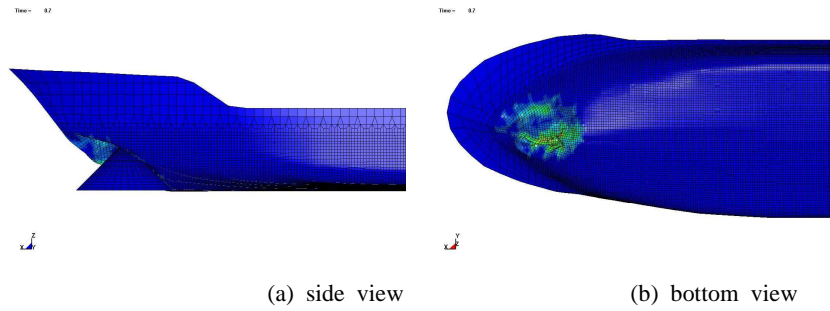 Time = 0.7
Time = 0.7
Z
X Y
Y
X Z
(a) side view
(b) bottom view